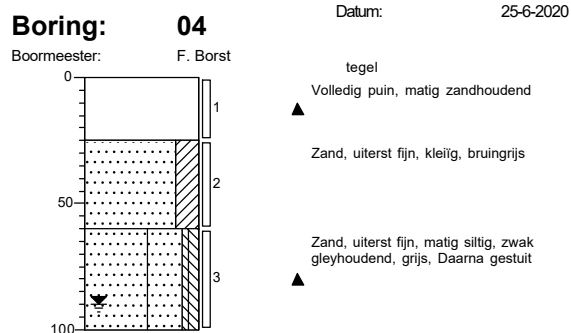 Boring: 04
Datum: 25-6-2020
Boormeester: F. Borst
0
tegel
Volledig puin, matig zandhoudend
1
Zand, uiterst fijn, kleiïg, bruingrijs
2
50
Zand, uiterst fijn, matig siltig, zwak
gleyhoudend, grijs, Daarna gestuit
3
100